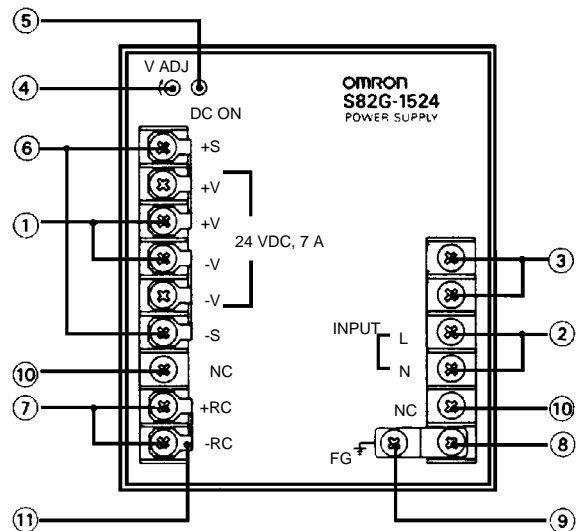 5
V ADJ
4
DC ON
OMRON
S82G-1524
POWER SUPPLY
6
+S
+V
1
+V
24 VDC, 7 A
-V
3
-V
-S
INPUT
L
2
10
NC
N
7
+RC
NC
10
-RC
FG
8
11
9